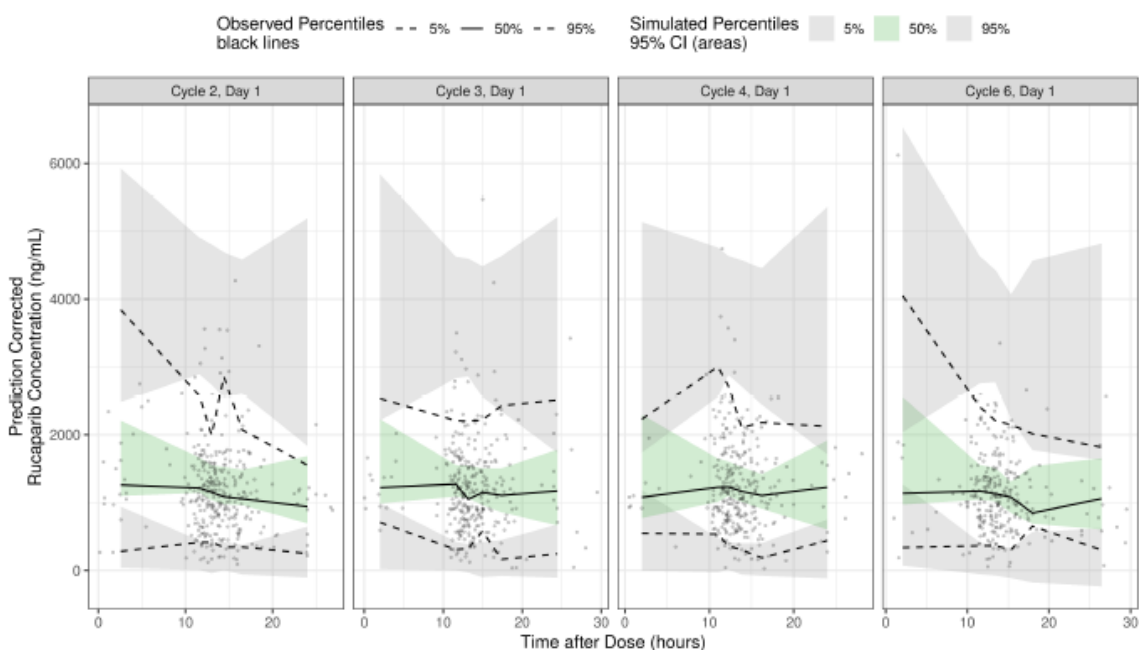 Observed Percentiles
black lines
5% 50% 95%
Simulated Percentiles
95% CI (areas)
5% 50% 95%
Cycle 2, Day 1 Cycle 3, Day 1 Cycle 4, Day 1 Cycle 6, Day 1
Prediction Corrected
Rucaparib Concentration (ng/mL)
6000
4000
2000
0
0 10 20 0 10 20 30 0 10 20 0 10 20 30
Time after Dose (hours)